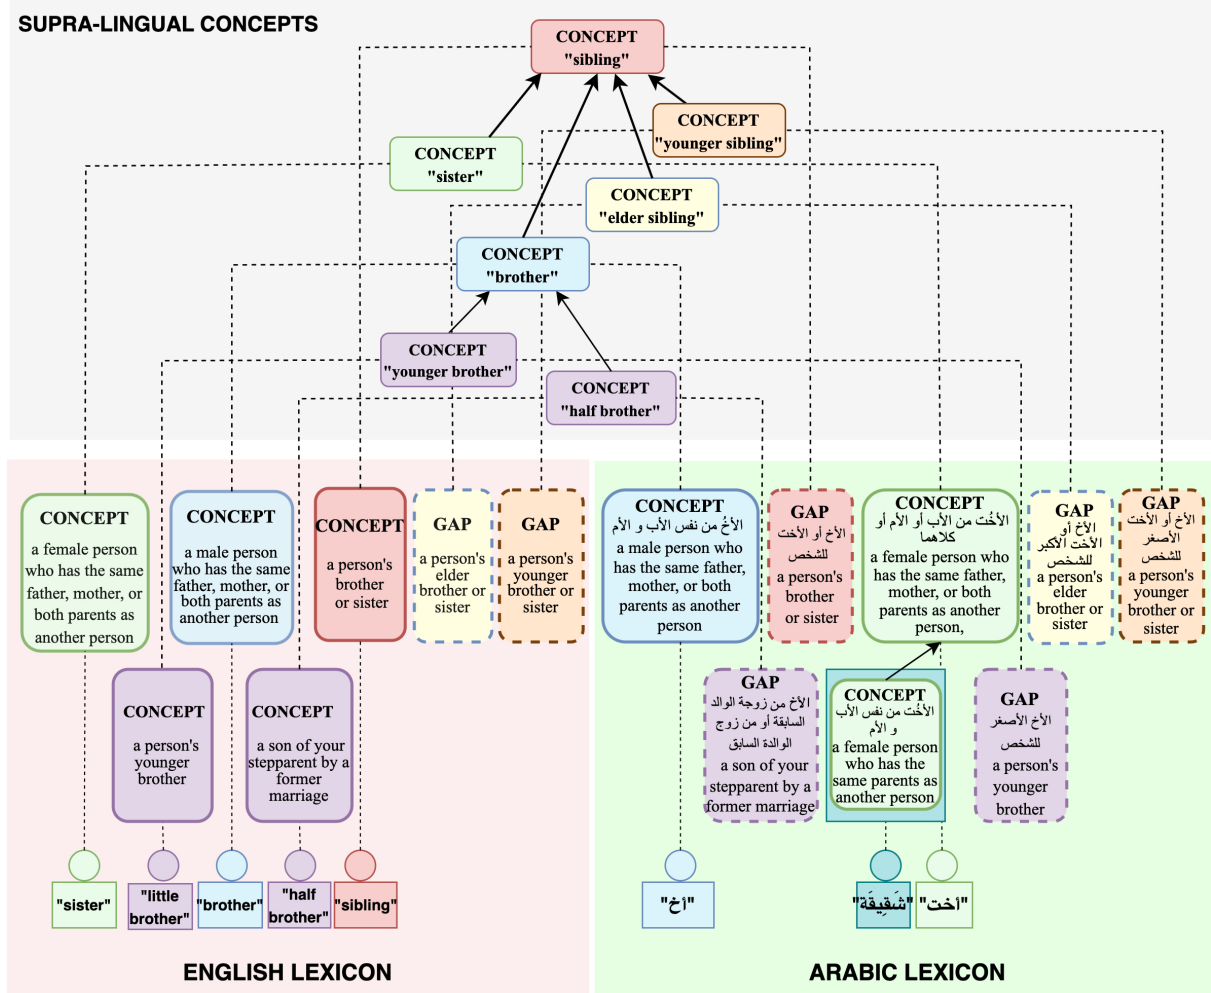 SUPRA-LINGUAL CONCEPTS
CONCEPT
"sibling"
CONCEPT
"younger sibling"
CONCEPT
"sister"
CONCEPT
"elder sibling"
CONCEPT
"brother"
CONCEPT
"younger brother"
CONCEPT
"half brother"
CONCEPT
a female person
who has the same
father, mother, or
both parents as
another person
CONCEPT
a male person
who has the same
father, mother, or
both parents as
another person
CONCEPT
a person's
brother
or sister
GAP
a person's
elder
brother or
sister
GAP
a person's
younger
brother or
sister
CONCEPT
a person's
younger
brother
CONCEPT
a son of your
stepparent by a
former
marriage
"sister"
"little
brother"
"brother"
"half
brother"
"sibling"
ENGLISH LEXICON
CONCEPT
الأخُ من نفس الأب و الأم
a male person who
has the same father,
mother, or both
parents as another
person
GAP
الأخ أو الأخت
للشخص
a person's
brother
or sister
CONCEPT
الأخُت من الأب أو الأم أو
كلاهما
a female person who
has the same father,
mother, or both
parents as another
person,
GAP
الأخ أو
الأخت الأكبر
للشخص
a person's
elder
brother or
sister
GAP
الأخ أو الأخت
الأصغر
للشخص
a person's
younger
brother or
sister
GAP
الأخ من زوجة الوالد
السابقة أو من زوج
الوالدة السابق
a son of your
stepparent by a
former marriage
CONCEPT
الأخُت من نفس الأب
و الأم
a female person
who has the
same parents as
another person
GAP
الأخ الأصغر
للشخص
a person's
younger
brother
"أخ"
"شَقِيقَة"
"أخت"
ARABIC LEXICON